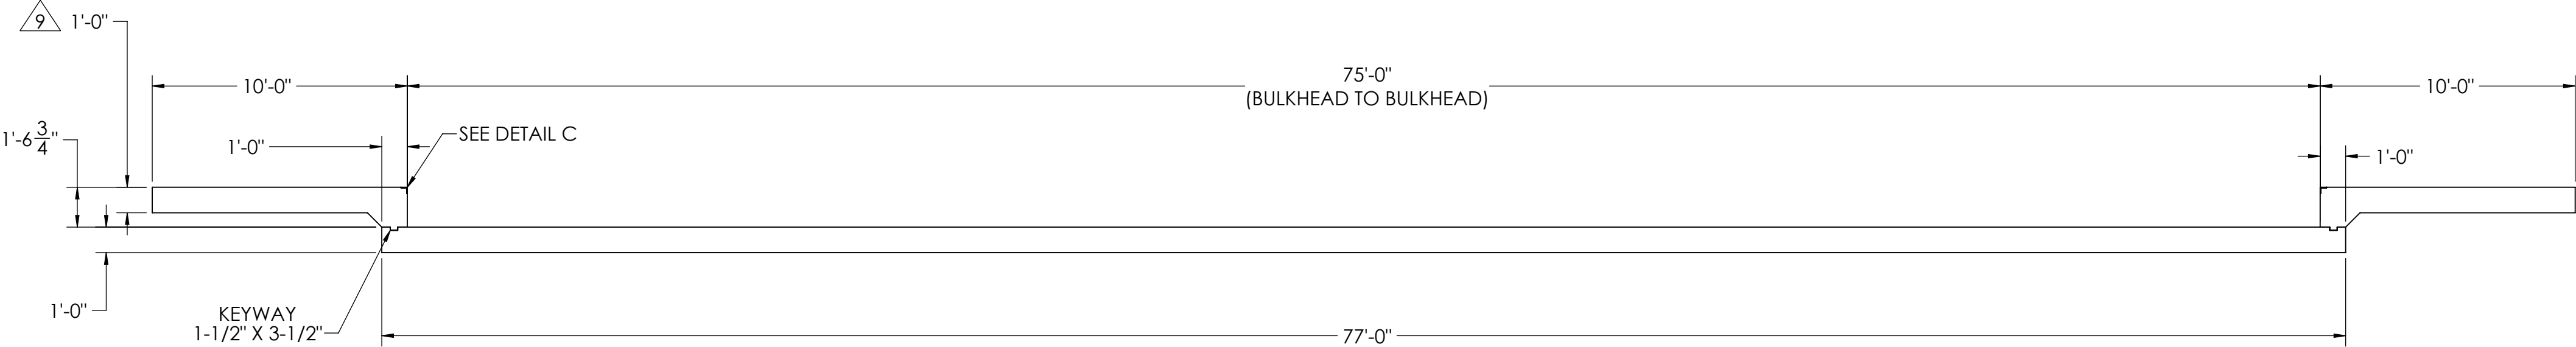 9
1'-0"
10'-0"
75'-0"
(BULKHEAD TO BULKHEAD)
10'-0"
1'-6 3/4"
1'-0"
SEE DETAIL C
1'-0"
1'-0"
KEYWAY
1-1/2" X 3-1/2"
77'-0"